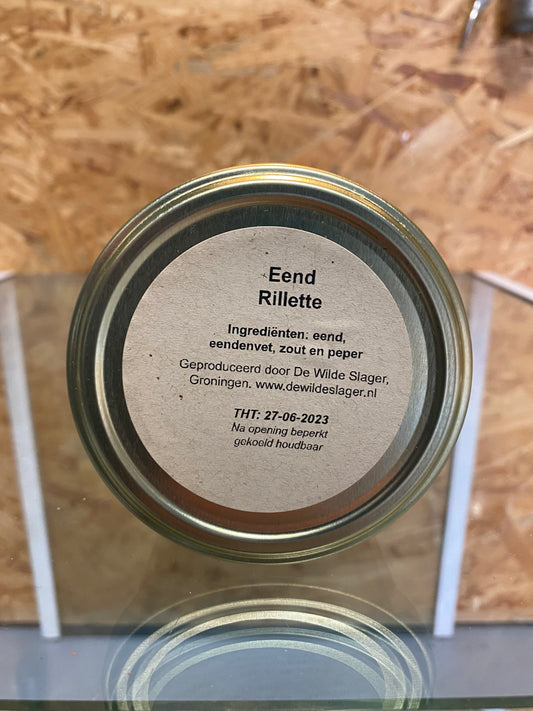 Eend
Rillette
Ingrediënten: eend,
eendenvet, zout en peper
Geproduceerd door De Wilde Slager,
Groningen. www.dewildeslager.nl
THT: 27-06-2023
Na opening beperkt
gekoeld houdbaar